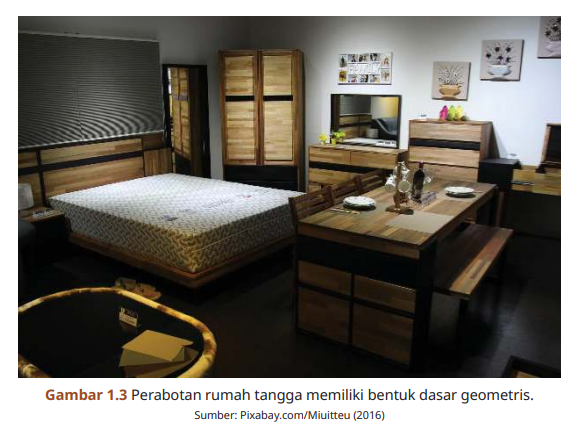 Gambar 1.3 Perabotan rumah tangga memiliki bentuk dasar geometris.
Sumber: Pixabay.com/Miuitteu (2016)